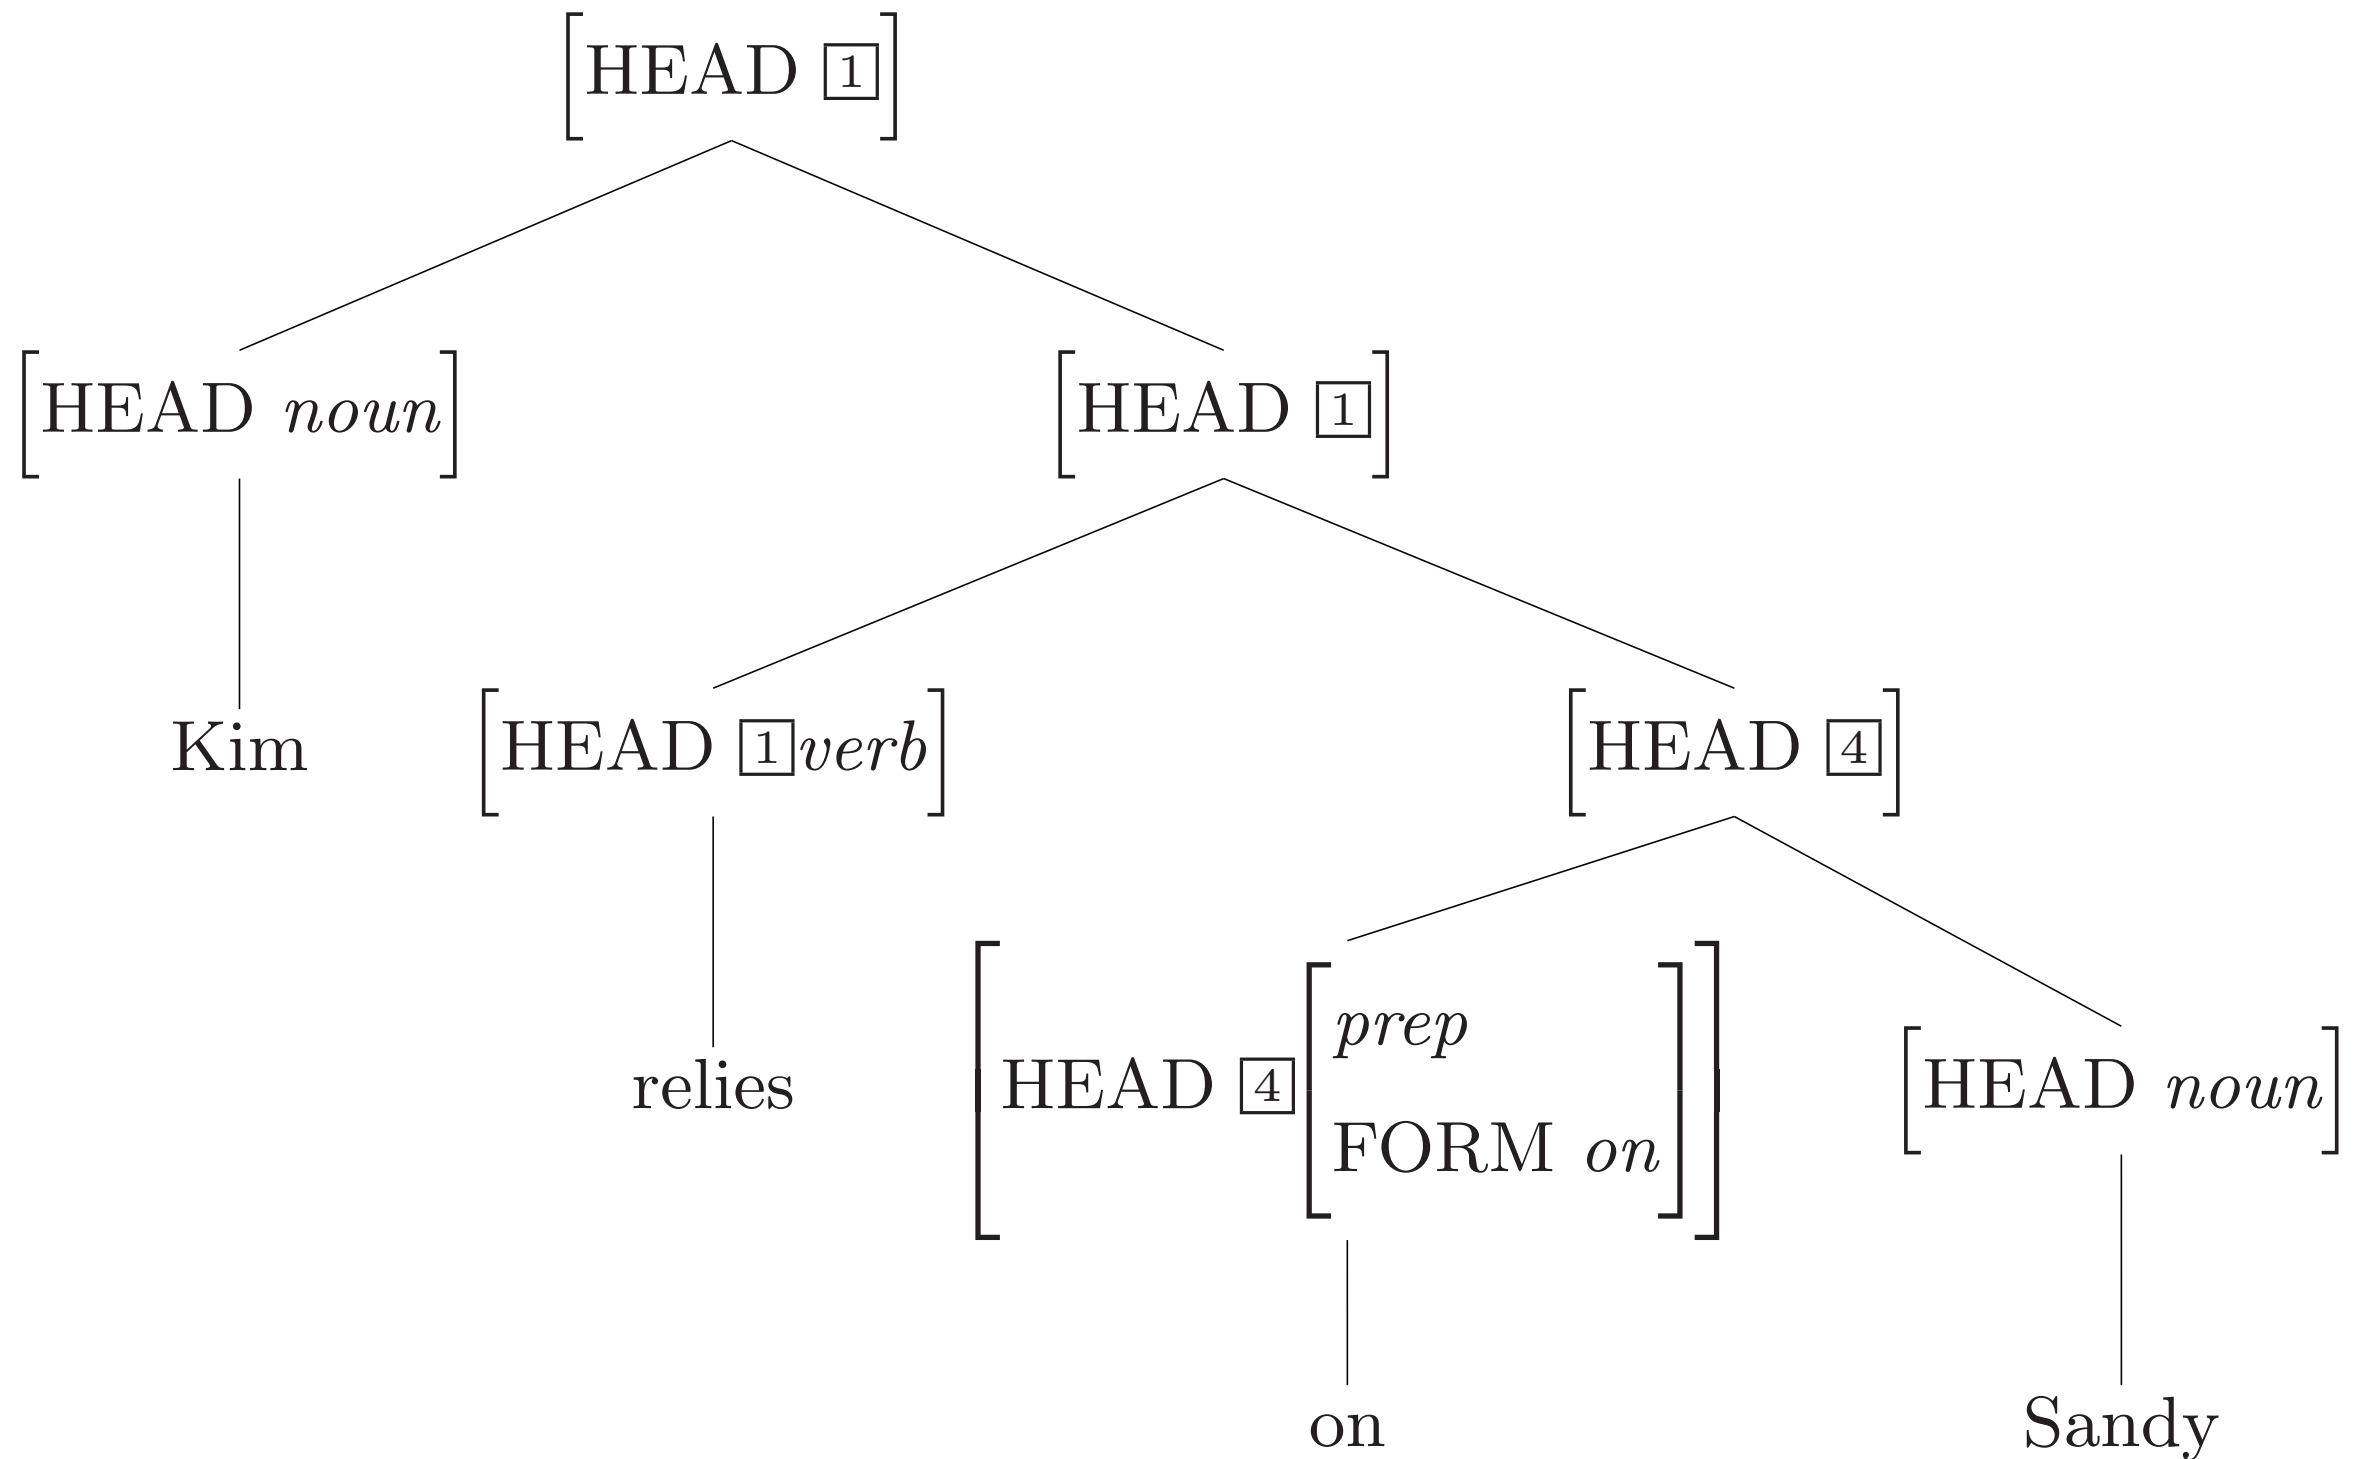 [HEAD 1]
[HEAD noun] [HEAD 1]
Kim [HEAD 1 verb] [HEAD 4]
relies [HEAD 4 [prep
FORM on]] [HEAD noun]
on Sandy